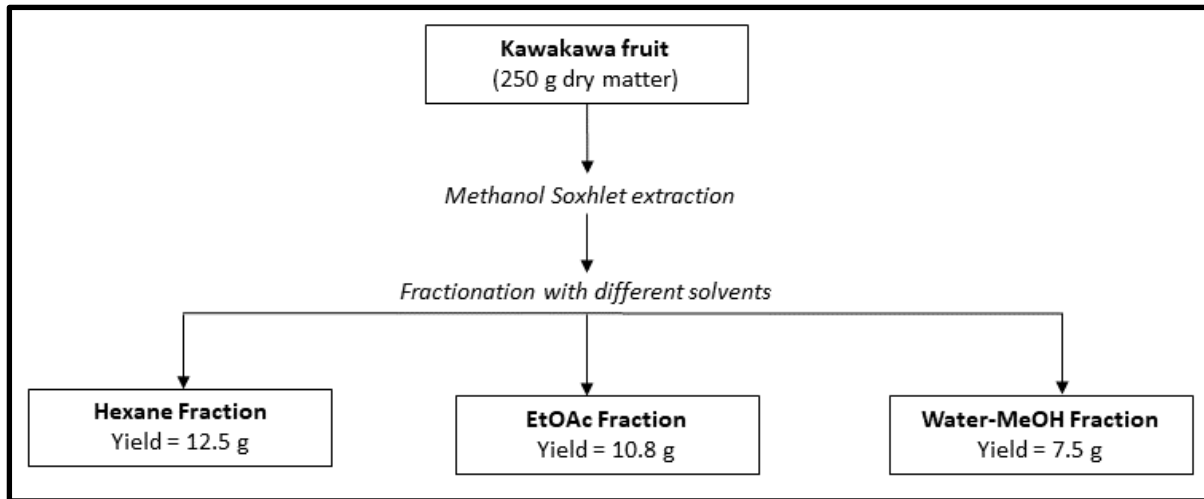 Kawakawa fruit
(250 g dry matter)
Methanol Soxhlet extraction
Fractionation with different solvents
Hexane Fraction
Yield = 12.5 g
EtOAc Fraction
Yield = 10.8 g
Water-MeOH Fraction
Yield = 7.5 g